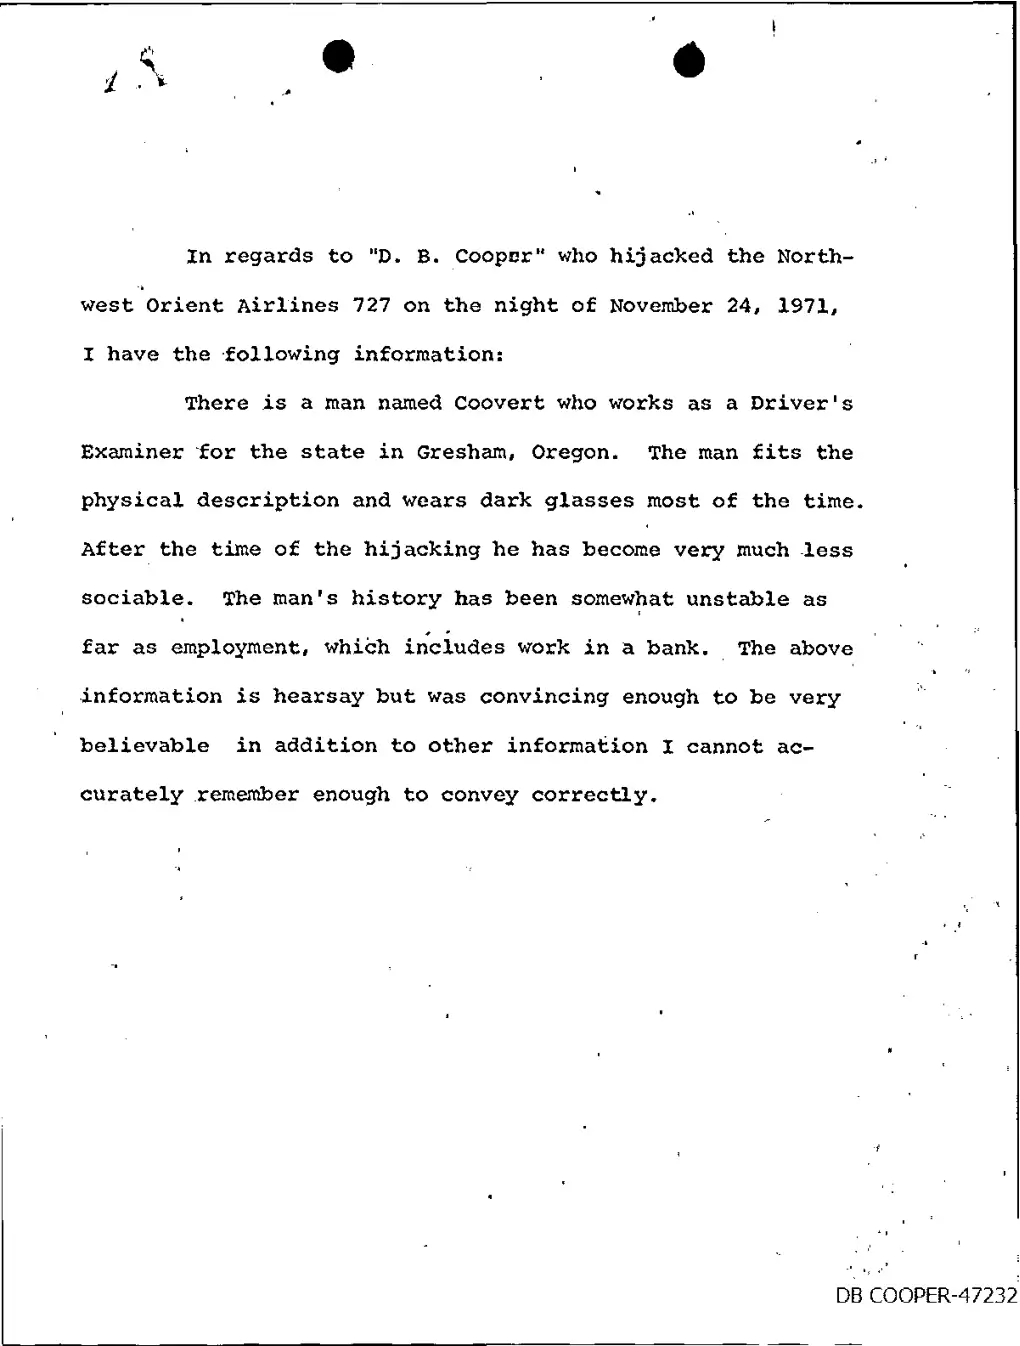 In regards to "D. B. Cooper" who hijacked the North-
west Orient Airlines 727 on the night of November 24, 1971,
I have the following information:
There is a man named Coovert who works as a Driver's
Examiner for the state in Gresham, Oregon. The man fits the
physical description and wears dark glasses most of the time.
After the time of the hijacking he has become very much less
sociable. The man's history has been somewhat unstable as
far as employment, which includes work in a bank. The above
information is hearsay but was convincing enough to be very
believable in addition to other information I cannot ac-
curately remember enough to convey correctly.
DB COOPER-47232